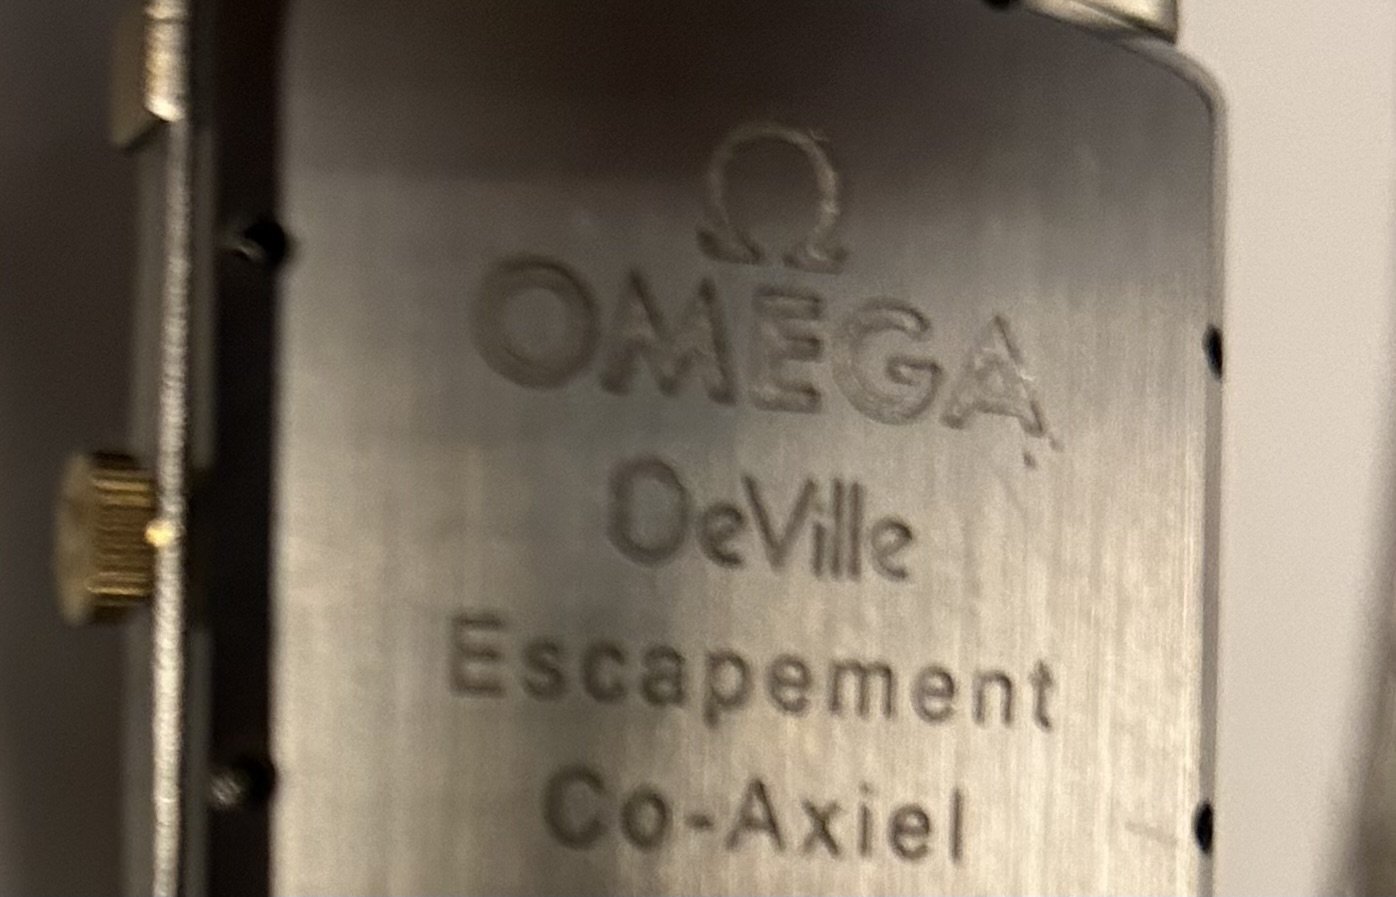 Ω
OMEGA
DeVille
Escapement
Co-Axiel